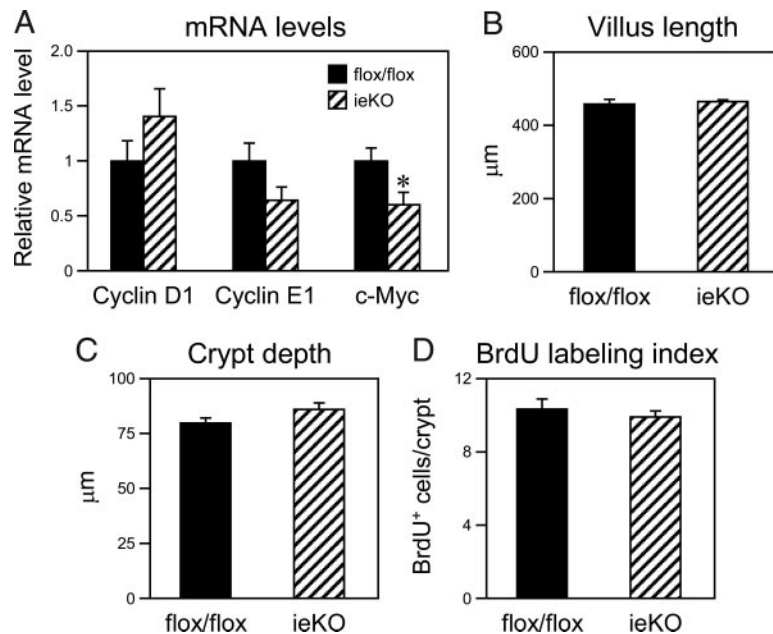 A mRNA levels
Relative mRNA level
2.0
1.5
1
0.5
0
flox/flox
ieKO
*
Cyclin D1 Cyclin E1 c-Myc
B Villus length
μm
600
400
200
0
flox/flox ieKO
C Crypt depth
μm
100
75
50
25
0
flox/flox ieKO
D BrdU labeling index
BrdU⁺ cells/crypt
12
8
4
0
flox/flox ieKO